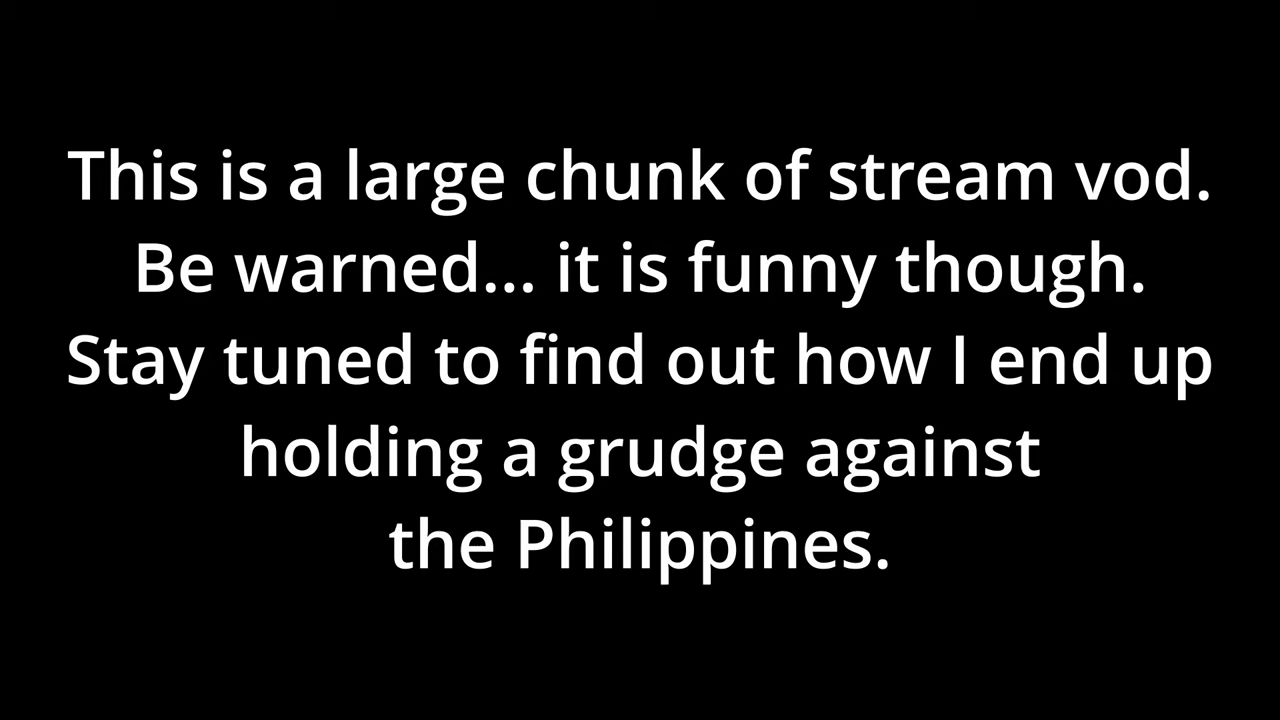 This is a large chunk of stream vod.
Be warned... it is funny though.
Stay tuned to find out how I end up
holding a grudge against
the Philippines.